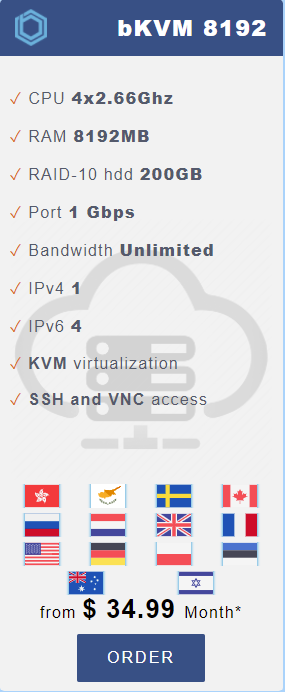 bKVM 8192
✓ CPU 4x2.66Ghz
✓ RAM 8192MB
✓ RAID-10 hdd 200GB
✓ Port 1 Gbps
✓ Bandwidth Unlimited
✓ IPv4 1
✓ IPv6 4
✓ KVM virtualization
✓ SSH and VNC access
from $ 34.99 Month*
ORDER